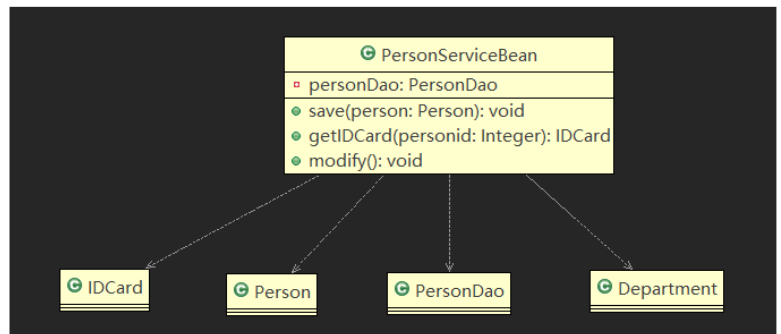 PersonServiceBean
personDao: PersonDao
save(person: Person): void
getIDCard(personid: Integer): IDCard
modify(): void
IDCard
Person
PersonDao
Department